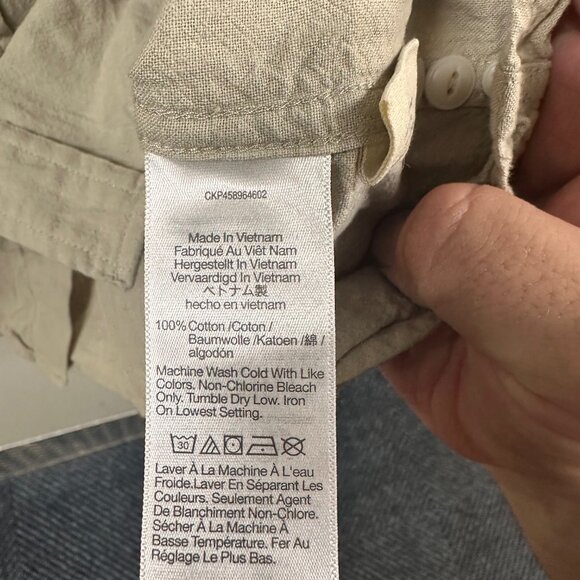 CKP458964602
Made In Vietnam
Fabriqué Au Viêt Nam
Hergestellt In Vietnam
Vervaardigd In Vietnam
ベトナム製
hecho en vietnam
100% Cotton /Coton /
Baumwolle /Katoen /綿 /
algodón
Machine Wash Cold With Like
Colors. Non-Chlorine Bleach
Only. Tumble Dry Low. Iron
On Lowest Setting.
30
Laver À La Machine À L'eau
Froide.Laver En Séparant Les
Couleurs. Seulement Agent
De Blanchiment Non-Chlore.
Sécher À La Machine À
Basse Température. Fer Au
Réglage Le Plus Bas.